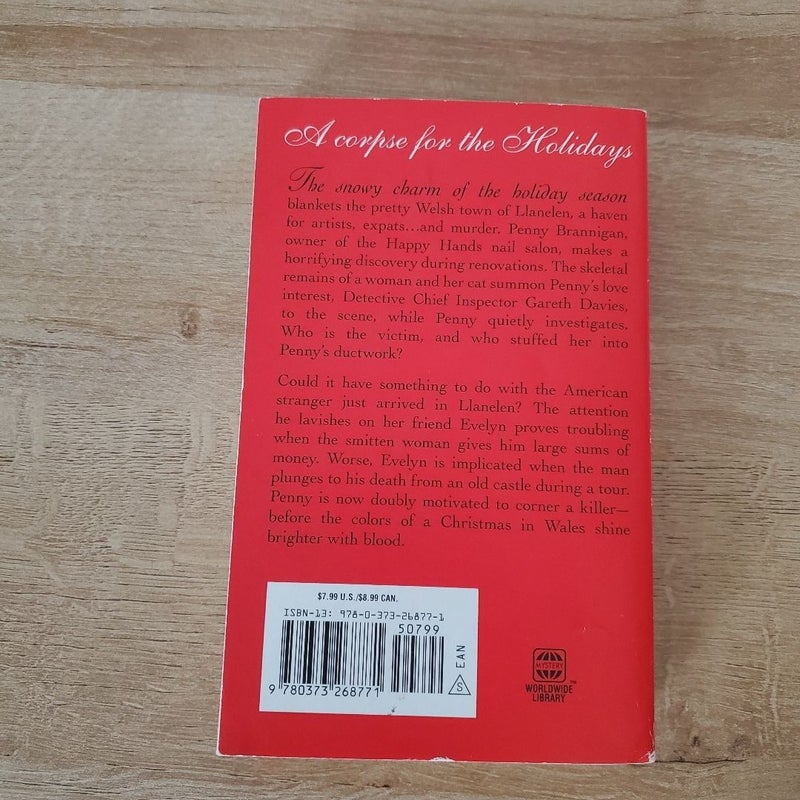 A corpse for the Holidays
The snowy charm of the holiday season
blankets the pretty Welsh town of Llanelen, a haven
for artists, expats...and murder. Penny Brannigan,
owner of the Happy Hands nail salon, makes a
horrifying discovery during renovations. The skeletal
remains of a woman and her cat summon Penny's love
interest, Detective Chief Inspector Gareth Davies,
to the scene, while Penny quietly investigates.
Who is the victim, and who stuffed her into
Penny's ductwork?
Could it have something to do with the American
stranger just arrived in Llanelen? The attention
he lavishes on her friend Evelyn proves troubling
when the smitten woman gives him large sums of
money. Worse, Evelyn is implicated when the man
plunges to his death from an old castle during a tour.
Penny is now doubly motivated to corner a killer—
before the colors of a Christmas in Wales shine
brighter with blood.
$7.99 U.S./$8.99 CAN.
ISBN-13: 978-0-373-26877-1
50799
9 780373 268771
S
EAN
MYSTERY
WORLDWIDE
LIBRARY
TM